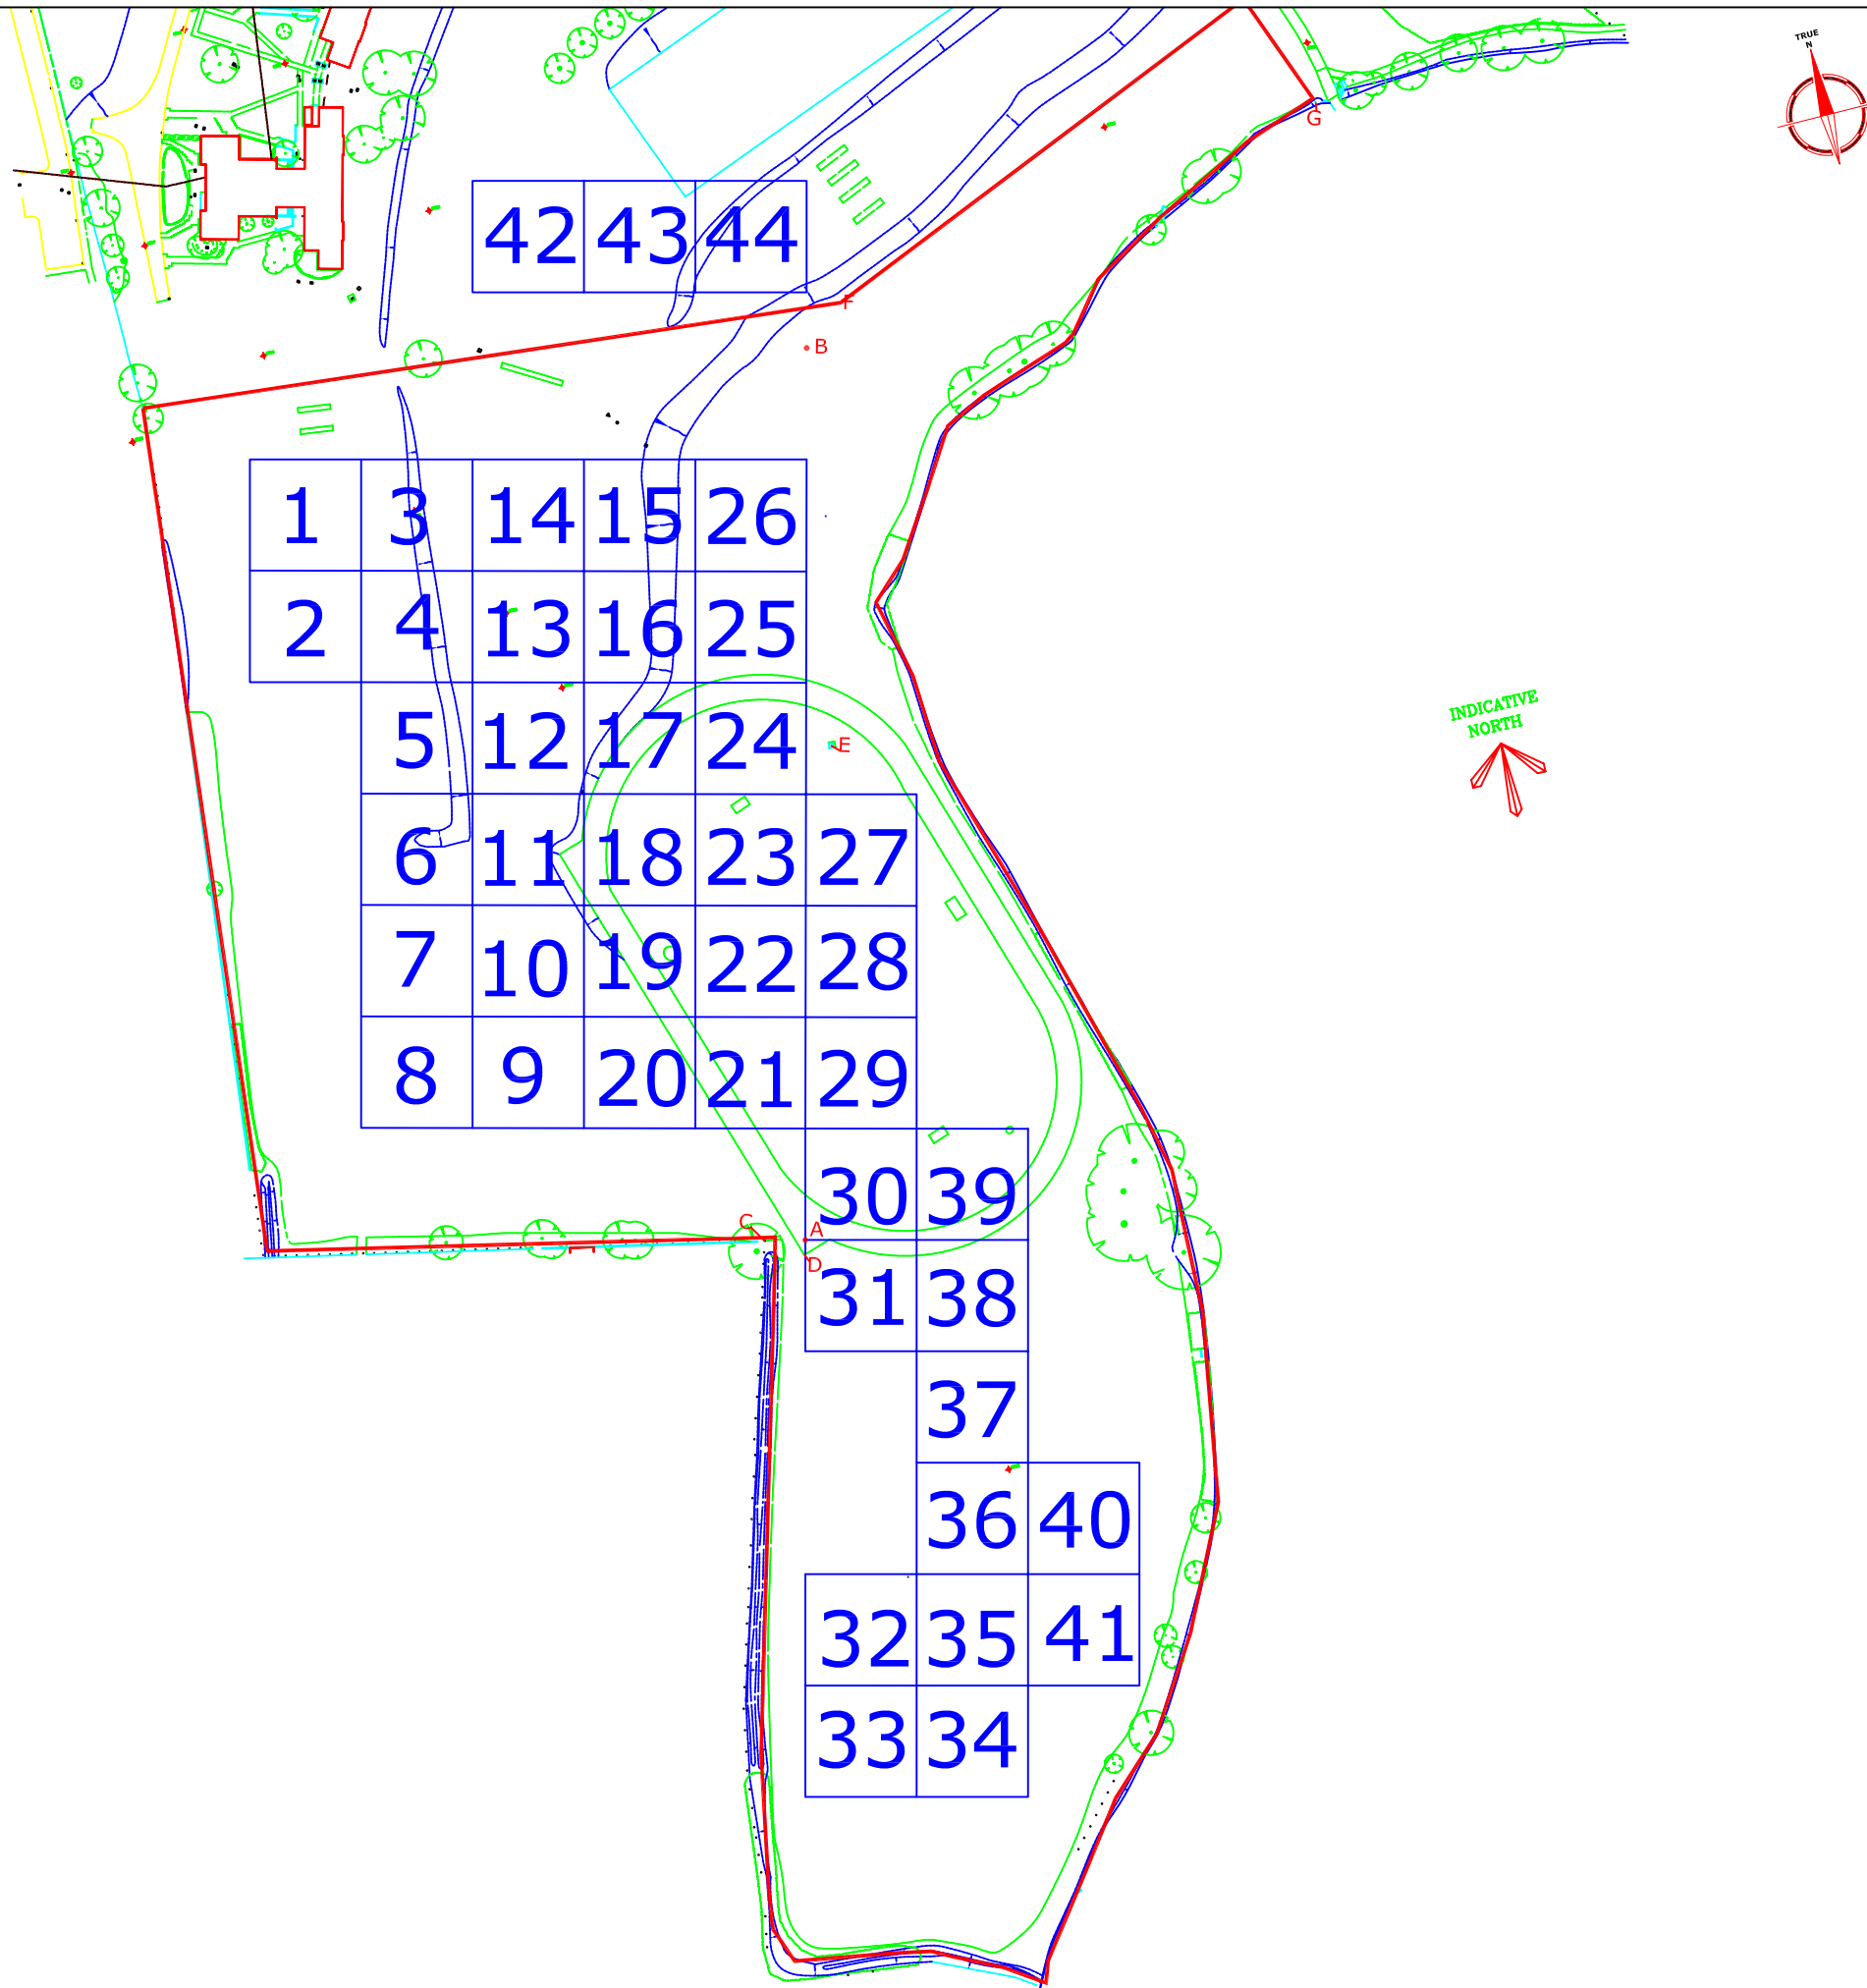 TRUE
N
G
42 43 44
F
B
1 3 14 15 26
2 4 13 16 25
INDICATIVE
NORTH
5 12 17 24
E
6 11 18 23 27
7 10 19 22 28
8 9 20 21 29
30 39
C
A
D
31 38
37
36 40
32 35 41
33 34